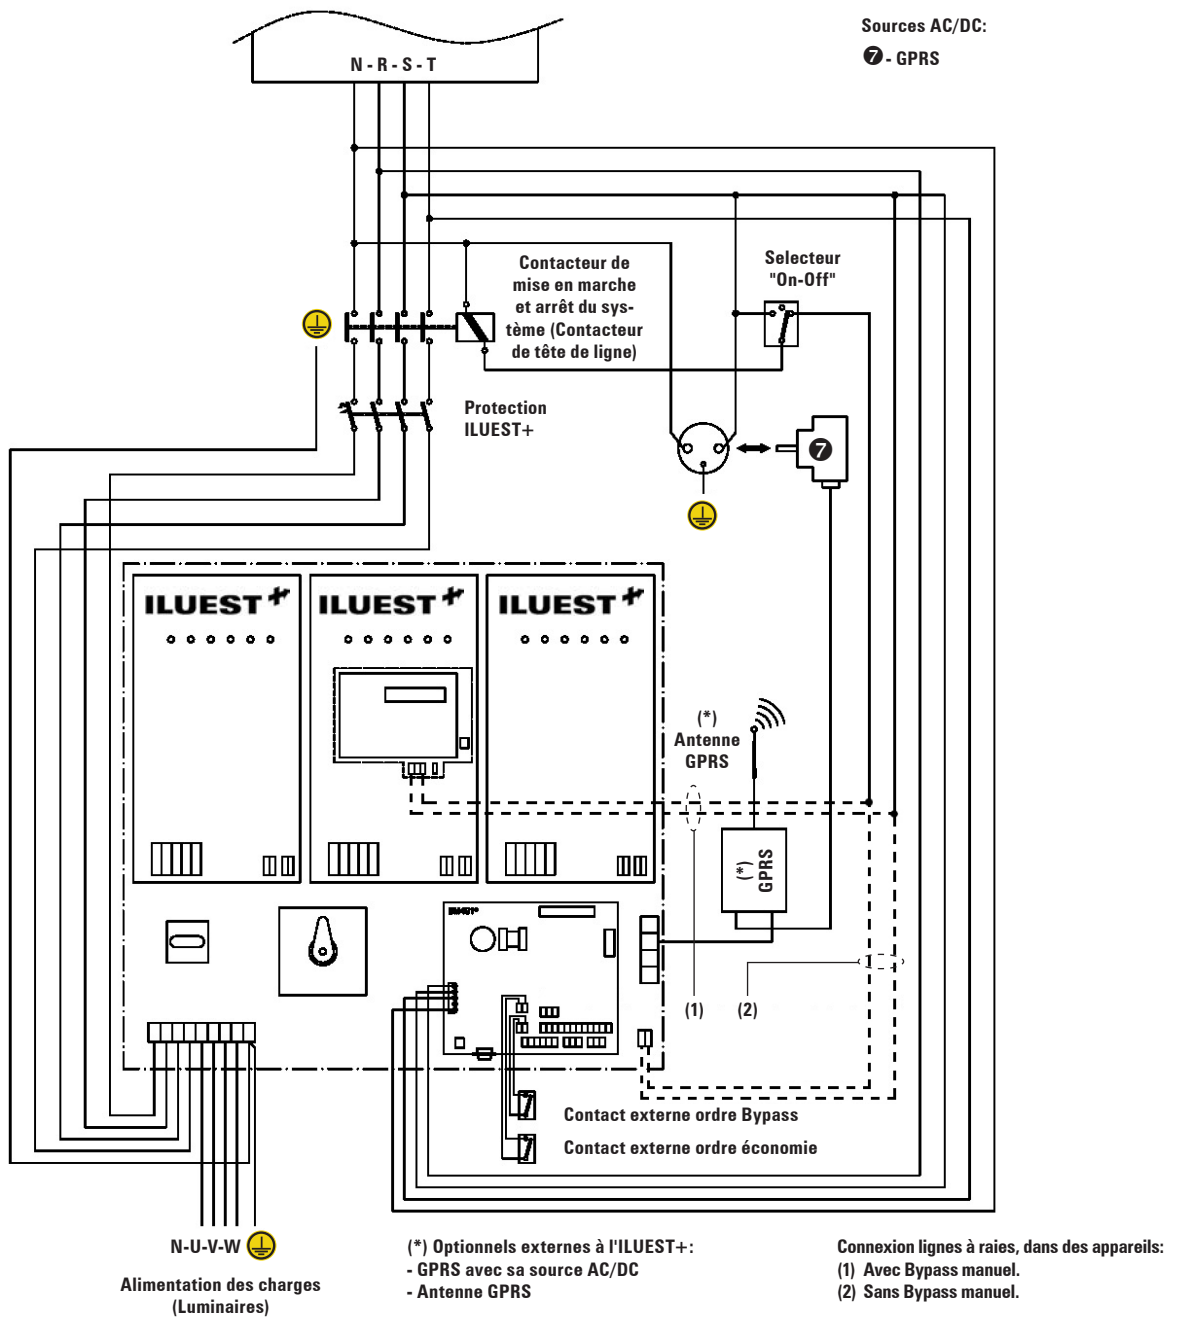 N - R - S - T
Sources AC/DC:
7 - GPRS
Contacteur de
mise en marche
et arrêt du sys-
tème (Contacteur
de tête de ligne)
Selecteur
"On-Off"
Protection
ILUEST+
7
ILUEST+
ILUEST+
ILUEST+
(*)
Antenne
GPRS
(*)
GPRS
(1)
(2)
Contact externe ordre Bypass
Contact externe ordre économie
N-U-V-W
Alimentation des charges
(Luminaires)
(*) Optionnels externes à l'ILUEST+:
- GPRS avec sa source AC/DC
- Antenne GPRS
Connexion lignes à raies, dans des appareils:
(1) Avec Bypass manuel.
(2) Sans Bypass manuel.